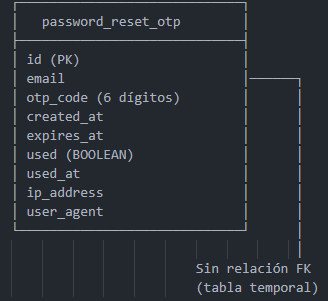 password_reset_otp
id (PK)
email
otp_code (6 dígitos)
created_at
expires_at
used (BOOLEAN)
used_at
ip_address
user_agent
Sin relación FK
(tabla temporal)